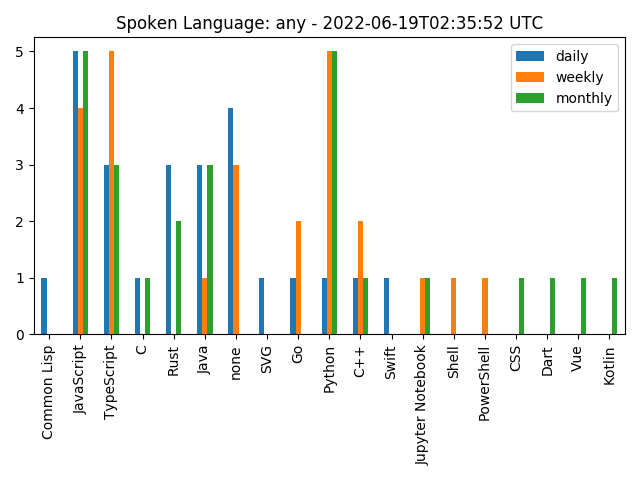 Spoken Language: any - 2022-06-19T02:35:52 UTC
daily
weekly
monthly
5
4
3
2
1
0
Common Lisp
JavaScript
TypeScript
C
Rust
Java
none
SVG
Go
Python
C++
Swift
Jupyter Notebook
Shell
PowerShell
CSS
Dart
Vue
Kotlin